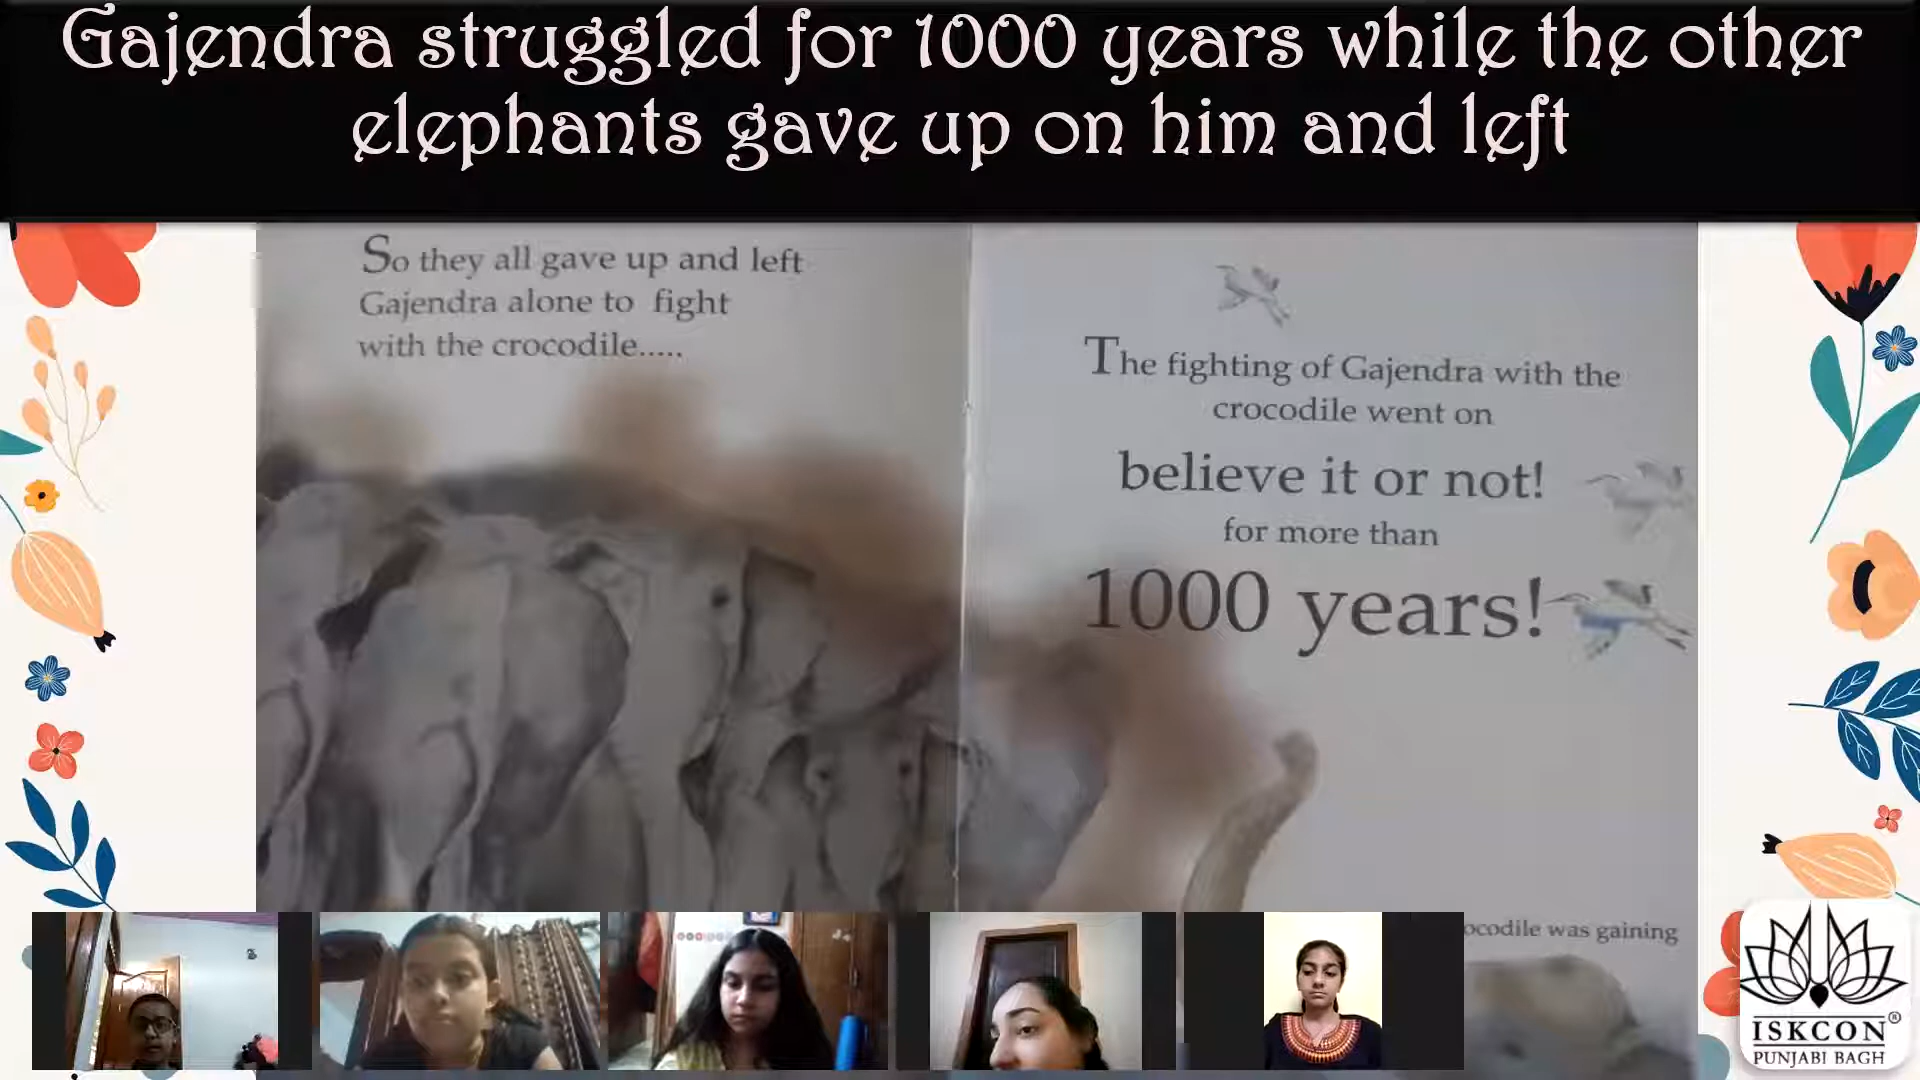 Gajendra struggled for 1000 years while the other
elephants gave up on him and left
So they all gave up and left
Gajendra alone to fight
with the crocodile.....
The fighting of Gajendra with the
crocodile went on
believe it or not!
for more than
1000 years!
ocodile was gaining
ISKCON®
PUNJABI BAGH